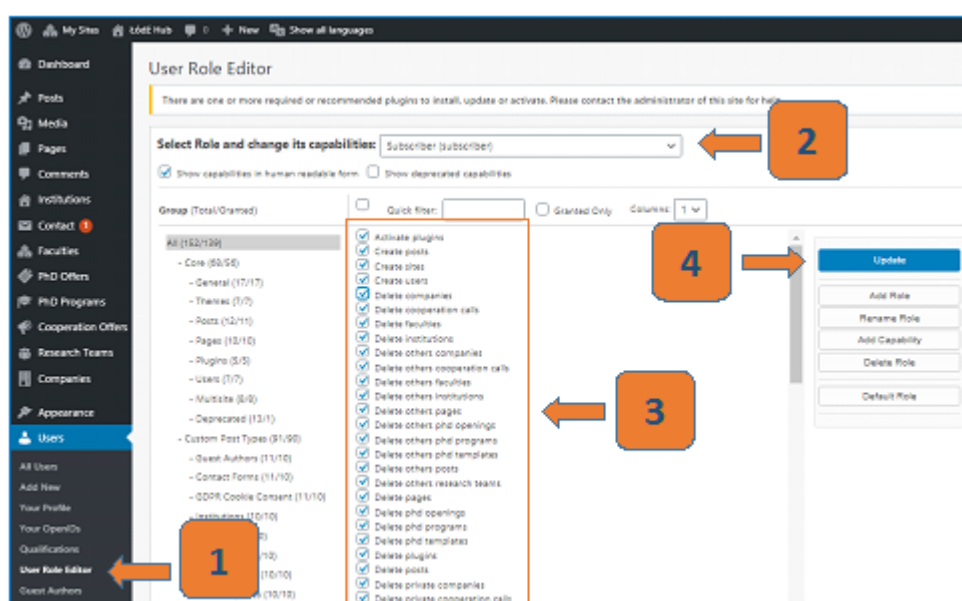 My Sites Łódź Hub 0 + New Show all languages
Dashboard
Posts
Media
Pages
Comments
Institutions
Contact 1
Faculties
PhD Offers
PhD Programs
Cooperation Offers
Research Teams
Companies
Appearance
Users
All Users
Add New
Your Profile
Your OpenIDs
Qualifications
User Role Editor
Guest Authors
1
User Role Editor
There are one or more required or recommended plugins to install, update or activate. Please contact the administrator of this site for help.
Select Role and change its capabilities: Subscriber (subscriber)
2
Show capabilities in human readable form Show deprecated capabilities
Group (Total/Granted)
Quick filter: Granted Only Columns: 1
All (152/139)
- Core (69/56)
- General (17/17)
- Themes (7/7)
- Posts (12/11)
- Pages (10/10)
- Plugins (5/5)
- Users (7/7)
- Multisite (8/8)
- Deprecated (13/1)
- Custom Post Types (91/90)
- Guest Authors (11/10)
- Contact Forms (11/10)
- GDPR Cookie Consent (11/10)
- Institutions (10/10)
(10/10)
(10/10)
Activate plugins
Create posts
Create sites
Create users
Delete companies
Delete cooperation calls
Delete faculties
Delete institutions
Delete others companies
Delete others cooperation calls
Delete others faculties
Delete others institutions
Delete others pages
Delete others phd openings
Delete others phd programs
Delete others phd templates
Delete others posts
Delete others research teams
Delete pages
Delete phd openings
Delete phd programs
Delete phd templates
Delete plugins
Delete posts
Delete private companies
Delete private cooperation calls
3
4
Update
Add Role
Rename Role
Add Capability
Delete Role
Default Role